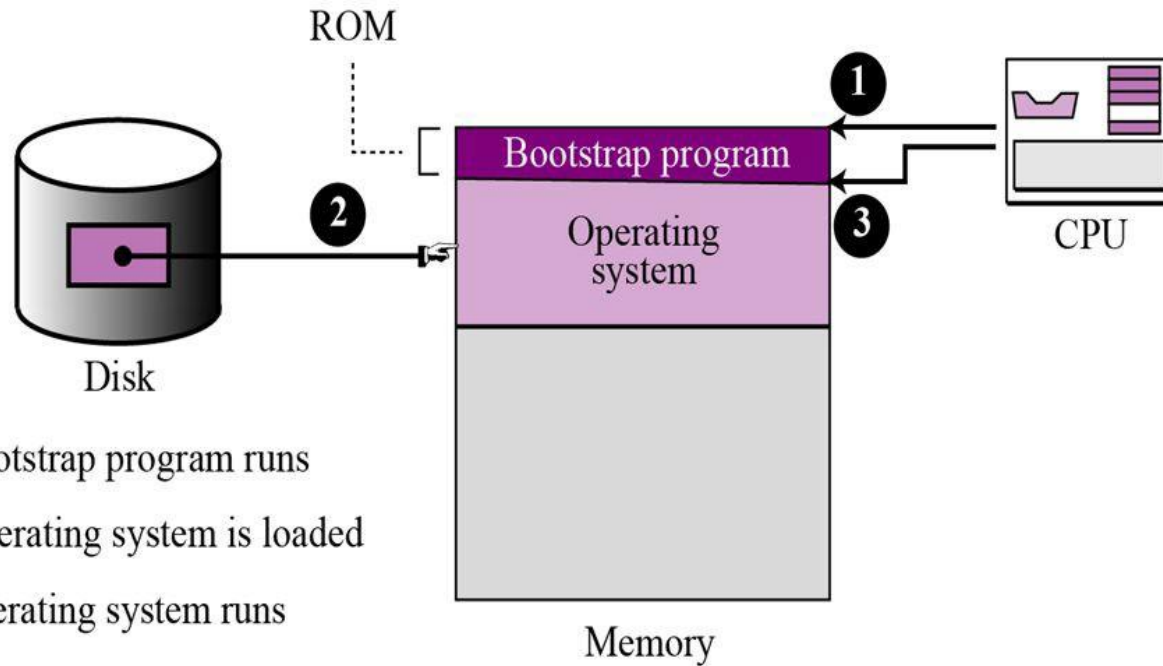 ROM
1
Bootstrap program
2
3
Operating
system
CPU
Disk
otstrap program runs
erating system is loaded
erating system runs
Memory